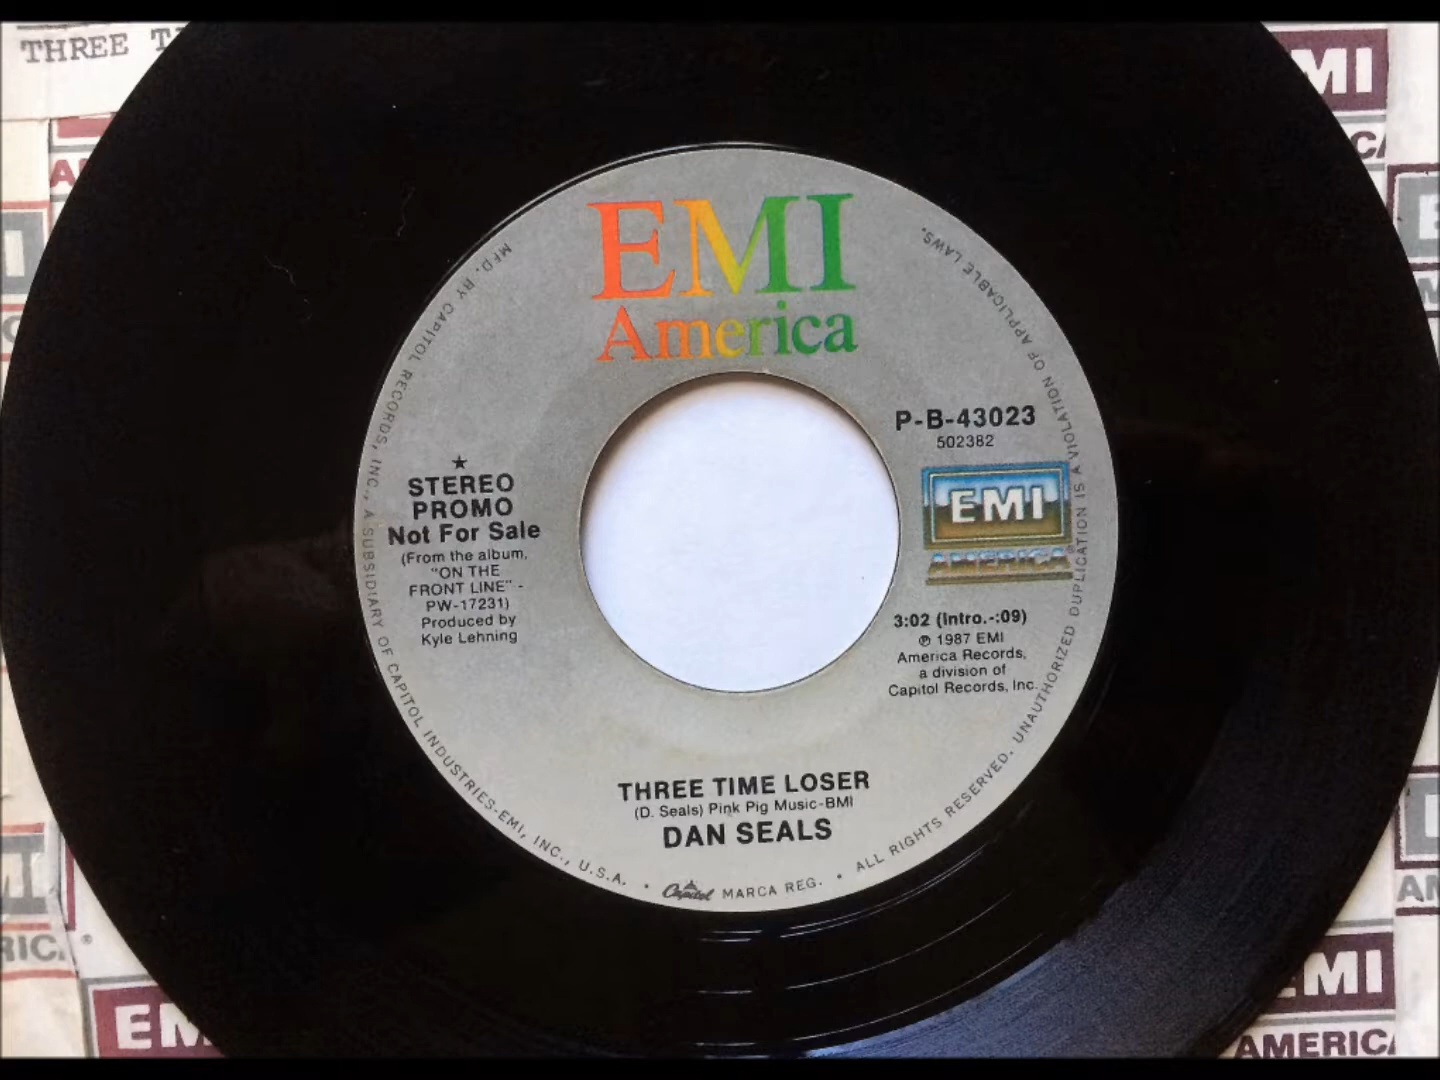 THREE T
EMI
America
MFD. BY CAPITOL RECORDS, INC., A SUBSIDIARY OF CAPITOL INDUSTRIES-EMI, INC., U.S.A. • Capitol MARCA REG. • ALL RIGHTS RESERVED. UNAUTHORIZED DUPLICATION IS A VIOLATION OF APPLICABLE LAWS.
P-B-43023
502382
EMI
AMERICA
★
STEREO
PROMO
Not For Sale
(From the album,
"ON THE
FRONT LINE" -
PW-17231)
Produced by
Kyle Lehning
3:02 (Intro.-:09)
℗ 1987 EMI
America Records,
a division of
Capitol Records, Inc.
THREE TIME LOSER
(D. Seals) Pink Pig Music-BMI
DAN SEALS
MI
EM
MI
AMERICA